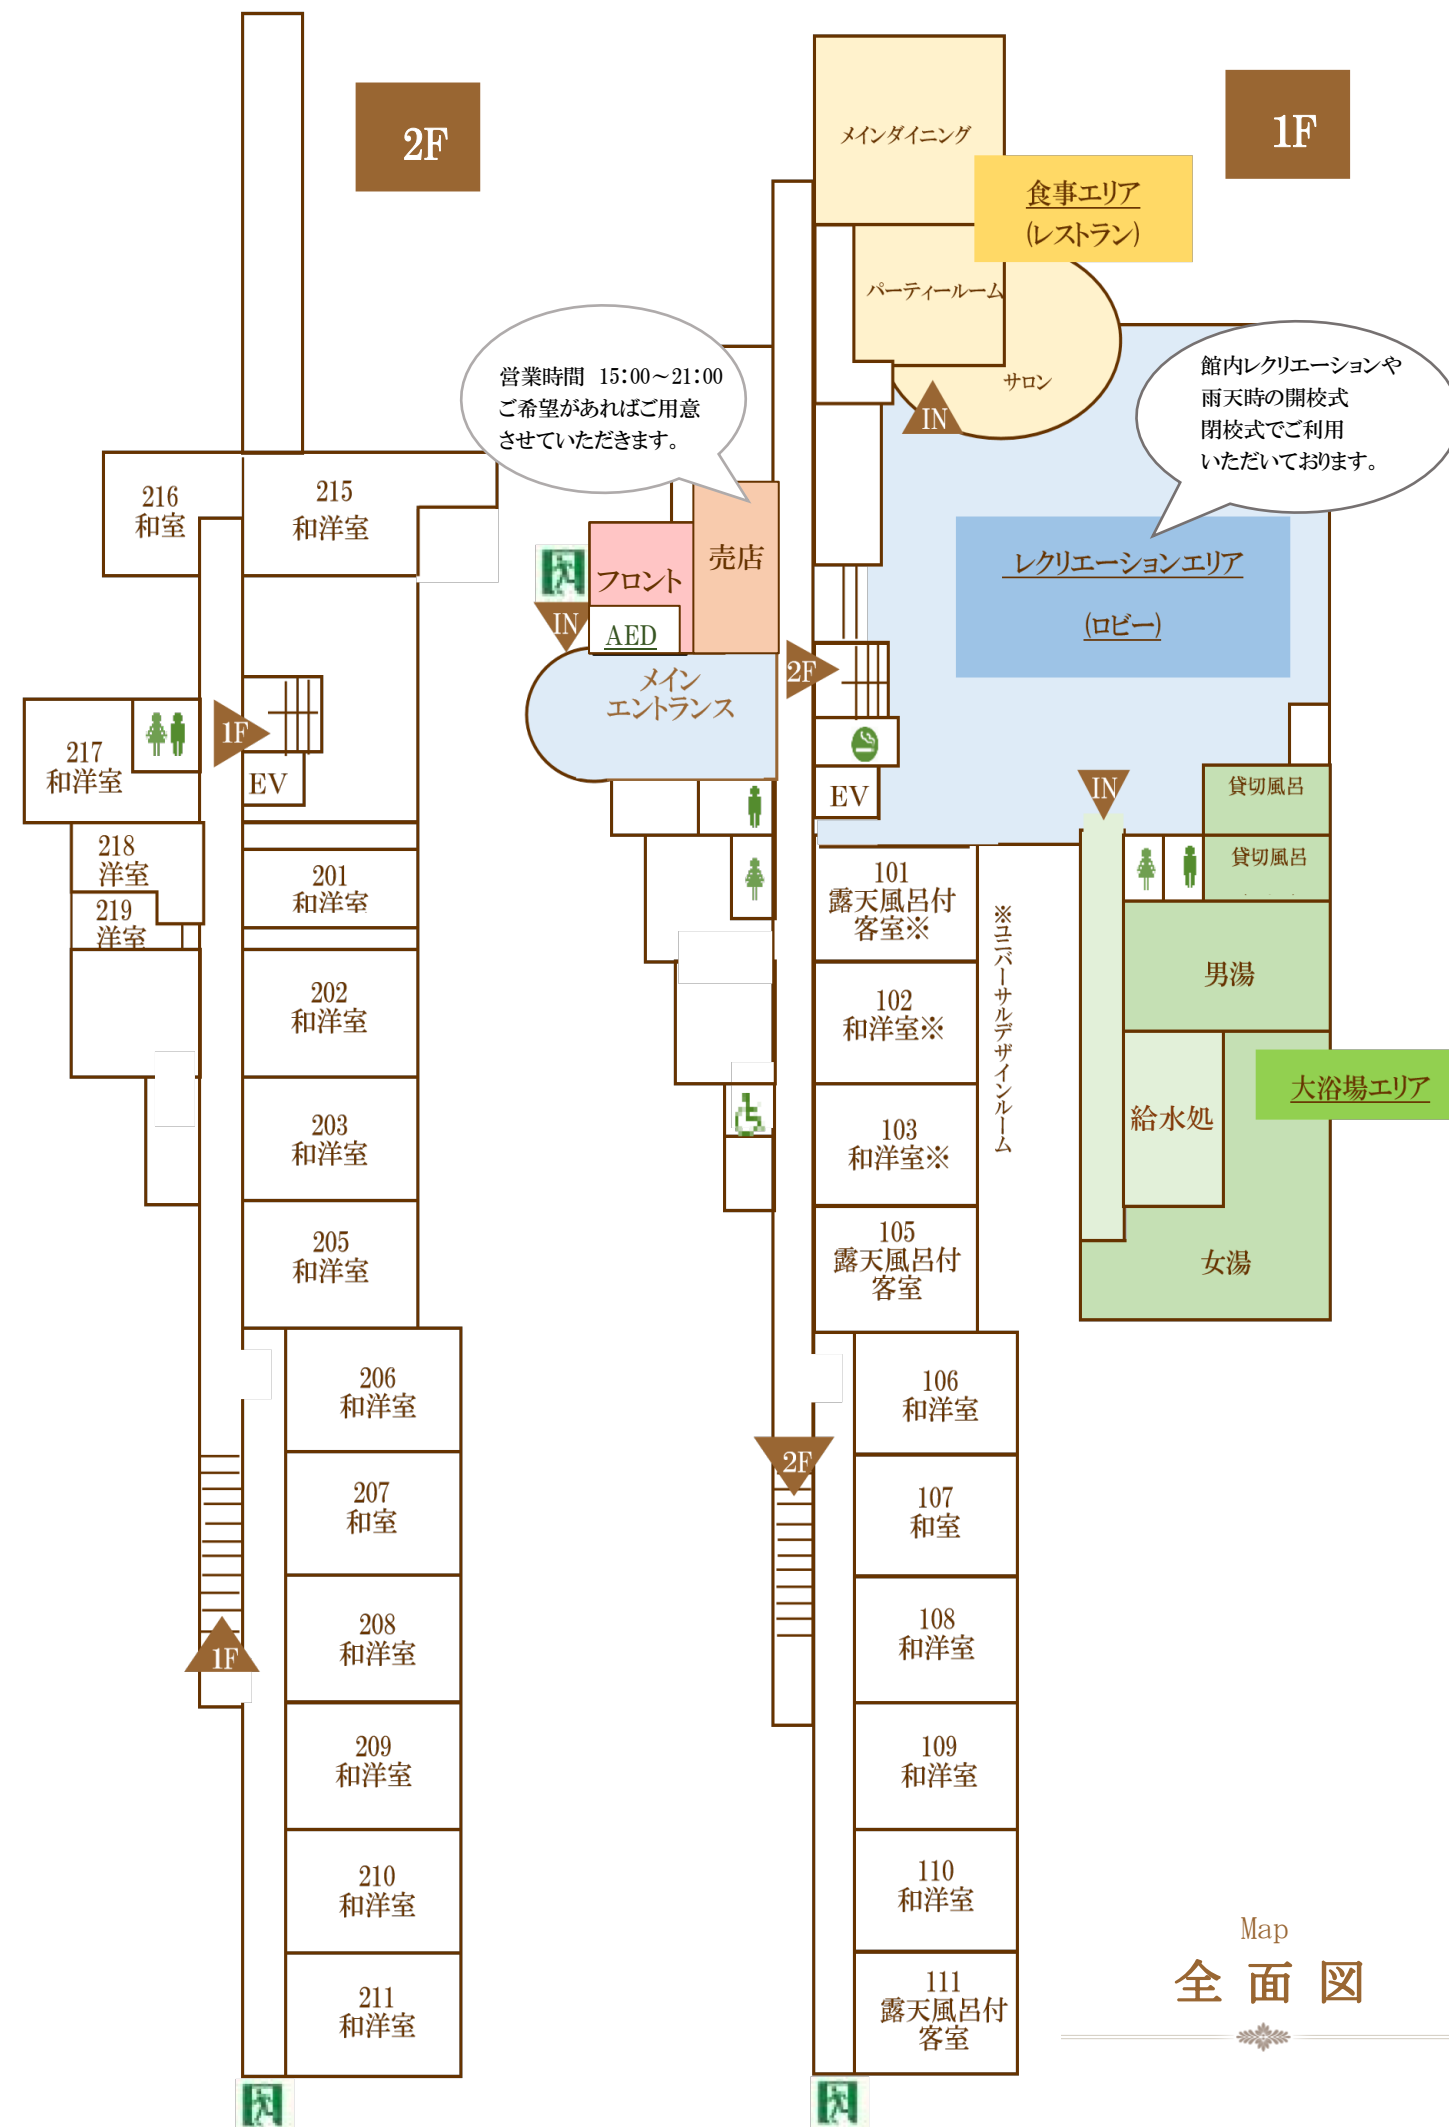 2F
216
和室
215
和洋室
217
和洋室
1F
EV
218
洋室
219
洋室
201
和洋室
202
和洋室
203
和洋室
205
和洋室
206
和洋室
207
和室
208
和洋室
1F
209
和洋室
210
和洋室
211
和洋室
1F
メインダイニング
食事エリア
(レストラン)
パーティールーム
サロン
IN
営業時間 15:00～21:00
ご希望があればご用意
させていただきます。
館内レクリエーションや
雨天時の開校式
閉校式でご利用
いただいております。
売店
フロント
AED
IN
メイン
エントランス
レクリエーションエリア
(ロビー)
2F
EV
IN
貸切風呂
貸切風呂
男湯
給水処
大浴場エリア
女湯
101
露天風呂付
客室※
102
和洋室※
103
和洋室※
※ユニバーサルデザインルーム
105
露天風呂付
客室
106
和洋室
2F
107
和室
108
和洋室
109
和洋室
110
和洋室
111
露天風呂付
客室
Map
全面図